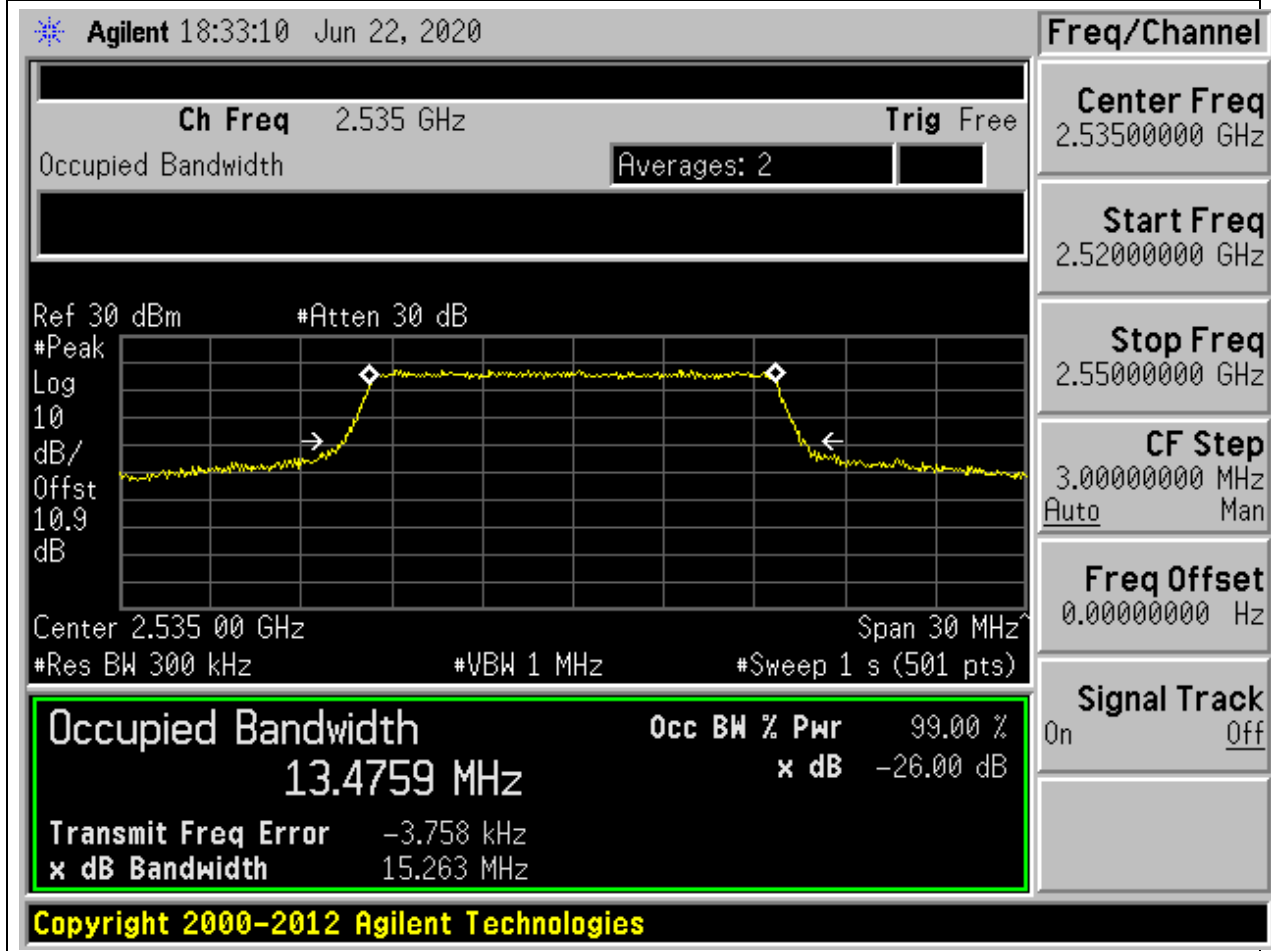 Agilent 18:33:10 Jun 22, 2020
Ch Freq 2.535 GHz Trig Free
Occupied Bandwidth Averages: 2
Ref 30 dBm #Atten 30 dB
#Peak
Log
10
dB/
Offst
10.9
dB
Center 2.535 00 GHz Span 30 MHz^
#Res BW 300 kHz #VBW 1 MHz #Sweep 1 s (501 pts)
Occupied Bandwidth Occ BW % Pwr 99.00 %
13.4759 MHz x dB -26.00 dB
Transmit Freq Error -3.758 kHz
x dB Bandwidth 15.263 MHz
Copyright 2000-2012 Agilent Technologies
Freq/Channel
Center Freq
2.53500000 GHz
Start Freq
2.52000000 GHz
Stop Freq
2.55000000 GHz
CF Step
3.00000000 MHz
Auto Man
Freq Offset
0.00000000 Hz
Signal Track
On Off